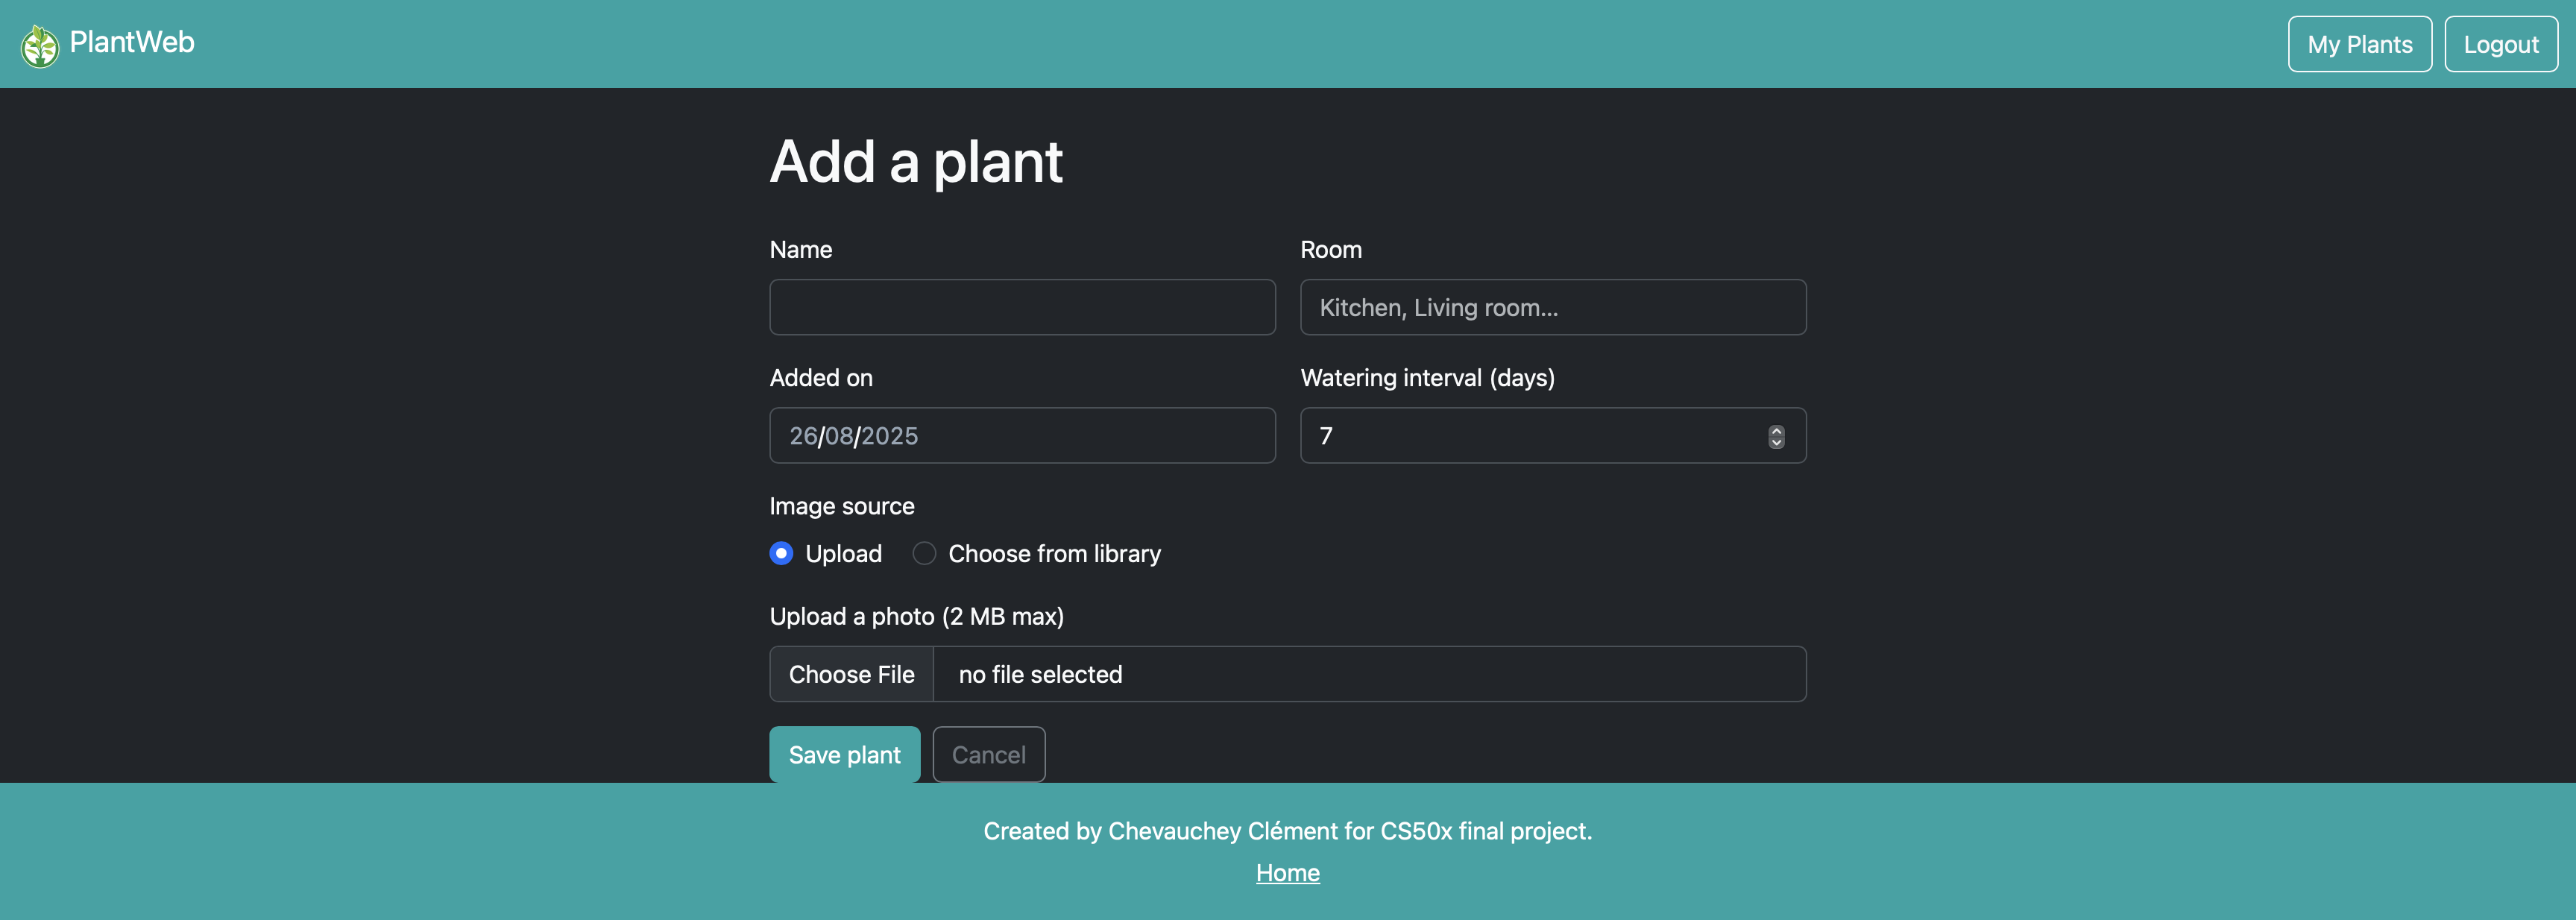 PlantWeb
My Plants
Logout
Add a plant
Name
Room
Kitchen, Living room...
Added on
Watering interval (days)
26/08/2025
7
Image source
Upload
Choose from library
Upload a photo (2 MB max)
Choose File
no file selected
Save plant
Cancel
Created by Chevauchey Clément for CS50x final project.
Home